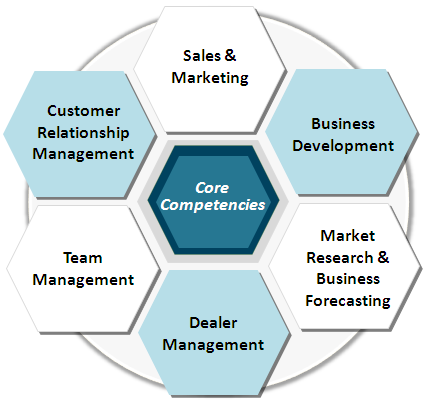 Sales &
Marketing
Customer
Relationship
Management
Business
Development
Core
Competencies
Team
Management
Market
Research &
Business
Forecasting
Dealer
Management